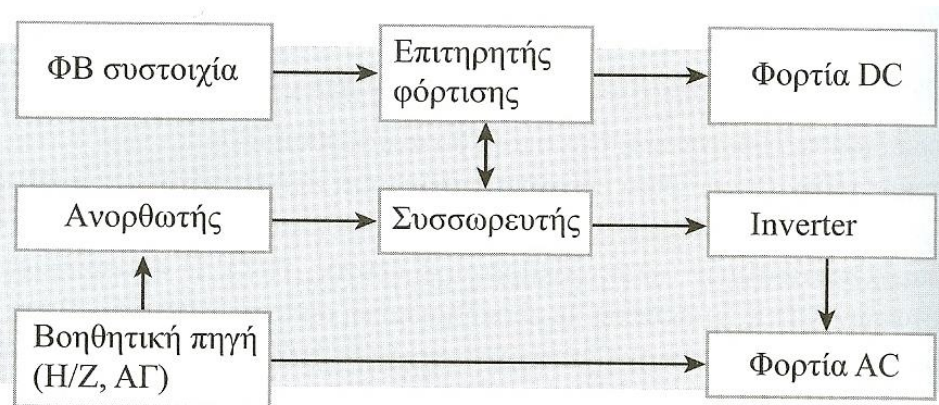 ΦΒ συστοιχία
Επιτηρητής
φόρτισης
Φορτία DC
Ανορθωτής
Συσσωρευτής
Inverter
Βοηθητική πηγή
(Η/Ζ, ΑΓ)
Φορτία AC